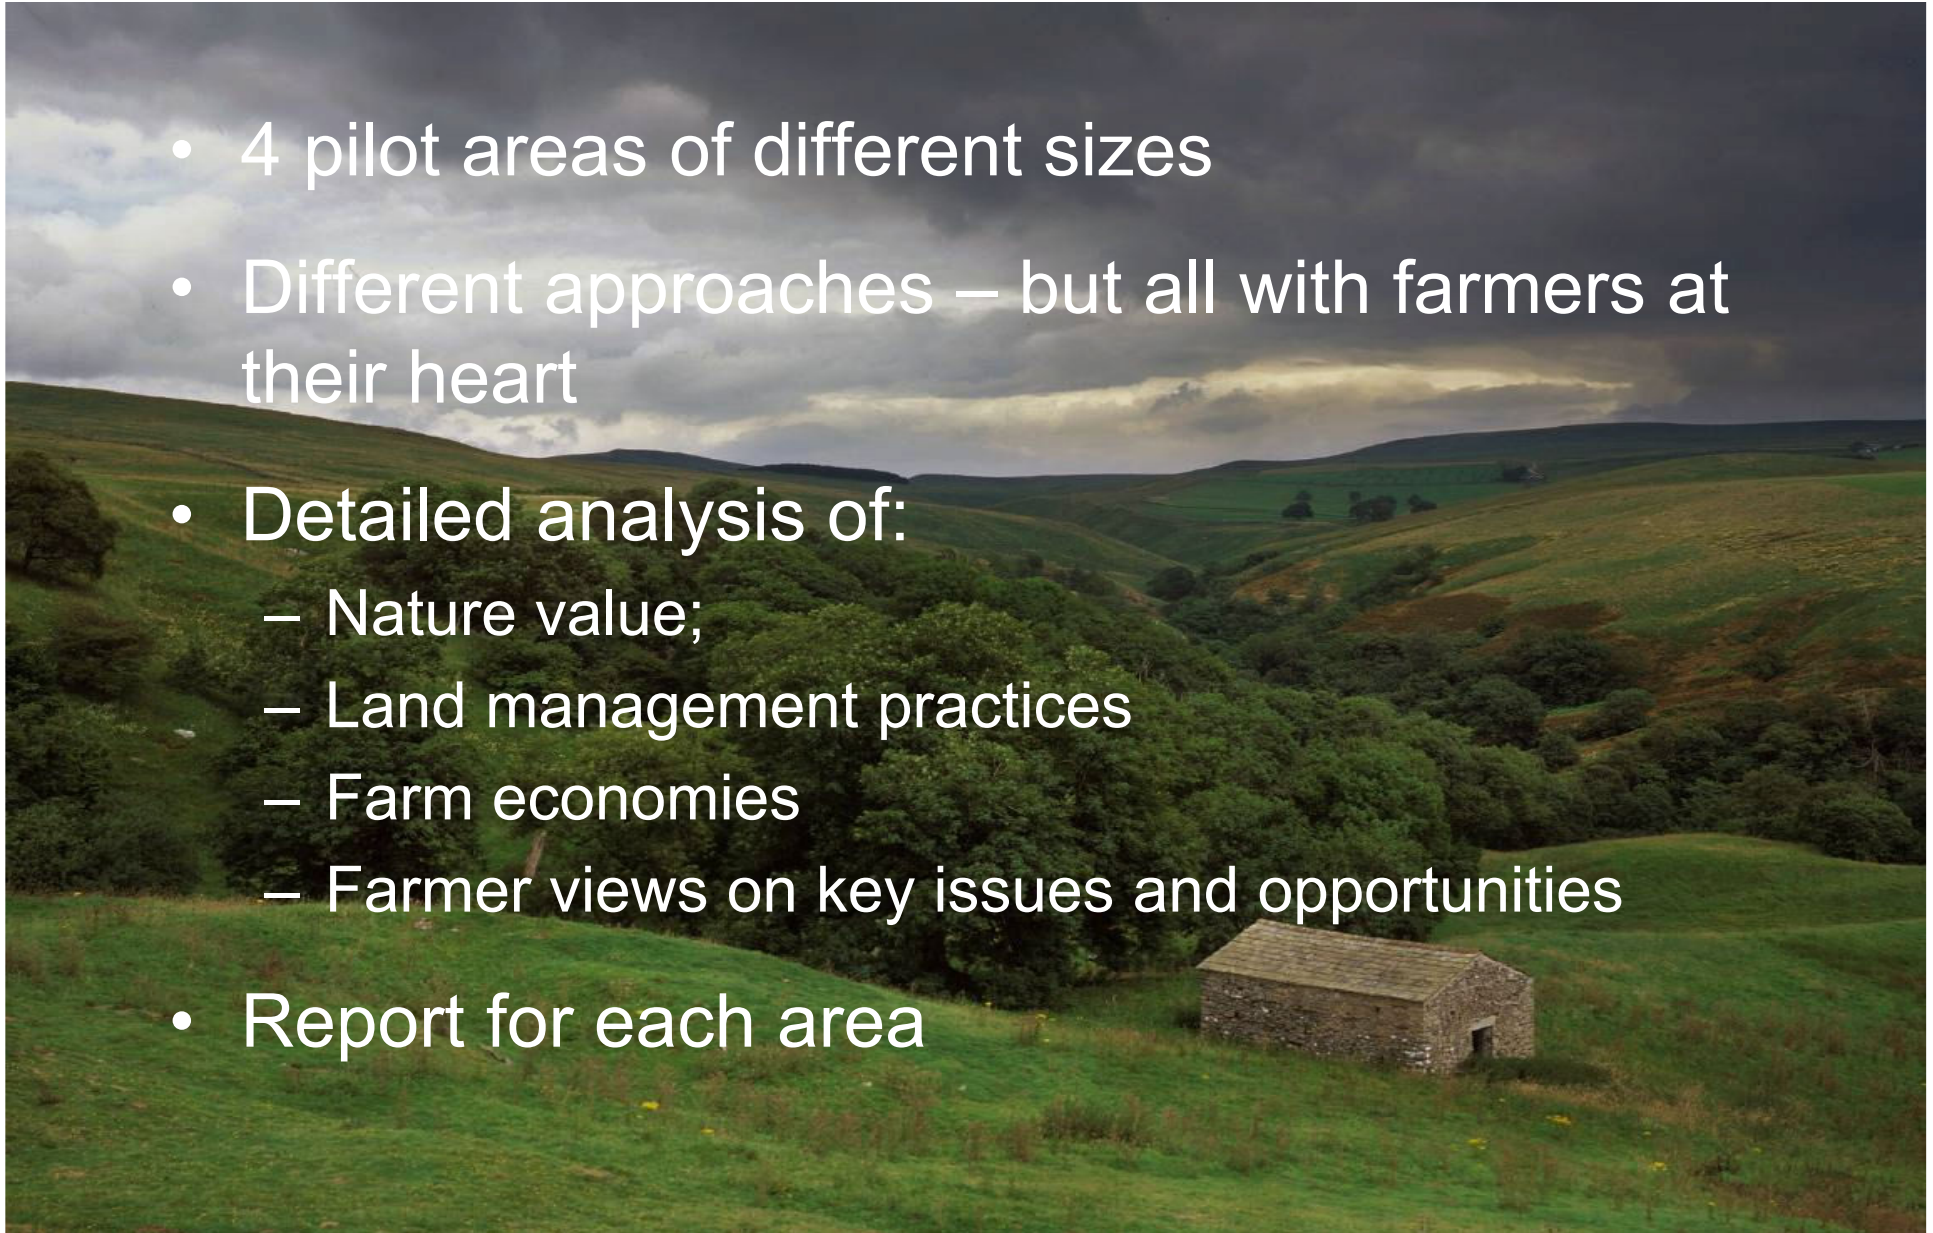 • 4 pilot areas of different sizes
• Different approaches – but all with farmers at
their heart
• Detailed analysis of:
– Nature value;
– Land management practices
– Farm economies
– Farmer views on key issues and opportunities
• Report for each area